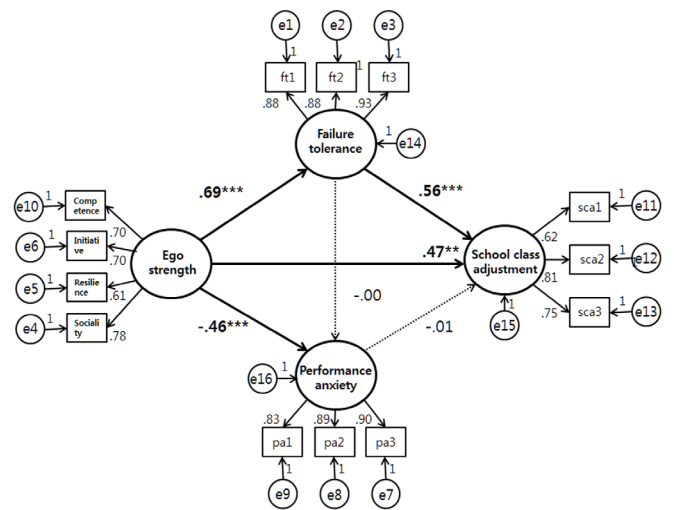 e1
e2
e3
1
1
1
ft1
ft2
ft3
.88
.88
.93
Failure
tolerance
1
e14
.69***
.56***
e10
1
Comp
etence
.70
e6
1
Initiati
ve
.70
e5
1
Resilie
nce
.61
e4
1
Sociali
ty
.78
Ego
strength
.47**
School class
adjustment
sca1
1
e11
.62
sca2
1
e12
.81
sca3
1
e13
.75
1
e15
-.00
-.01
-.46***
e16
1
Performance
anxiety
.83
.89
.90
pa1
pa2
pa3
1
1
1
e9
e8
e7